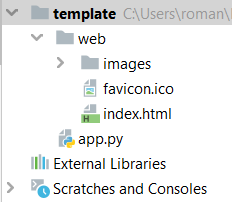 template C:\Users\roman\
web
images
favicon.ico
index.html
app.py
External Libraries
Scratches and Consoles